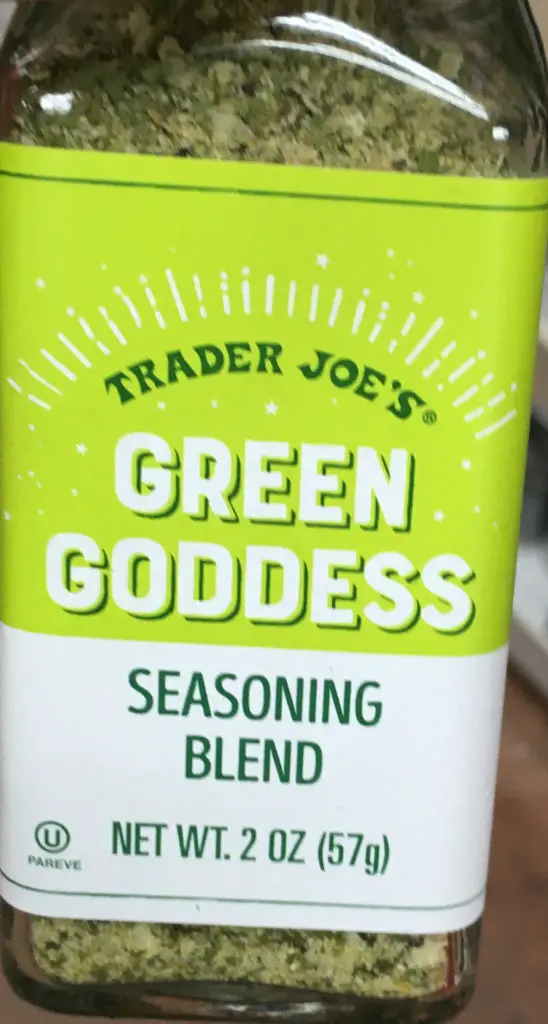 TRADER JOE'S®
GREEN
GODDESS
SEASONING
BLEND
U
PAREVE
NET WT. 2 OZ (57g)